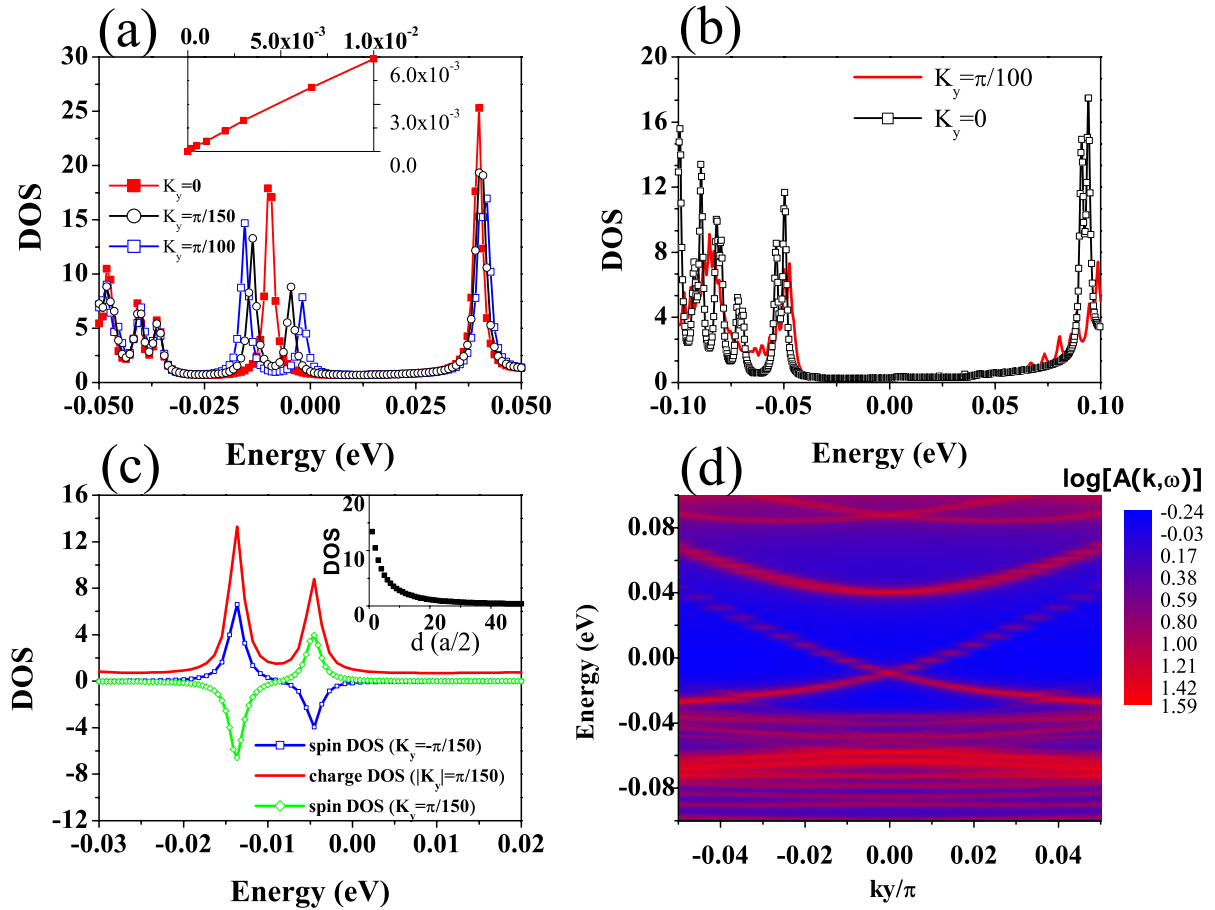 (a)
0.0 5.0x10⁻³ 1.0x10⁻²
6.0x10⁻³
3.0x10⁻³
0.0
30
25
20
15
10
5
0
DOS
K_y=0
K_y=π/150
K_y=π/100
-0.050 -0.025 0.000 0.025 0.050
Energy (eV)
(b)
20
16
12
8
4
0
DOS
K_y=π/100
K_y=0
-0.10 -0.05 0.00 0.05 0.10
Energy (eV)
(c)
16
12
8
4
0
-4
-8
-12
DOS
20
10
0
DOS
0 20 40
d (a/2)
spin DOS (K_y=-π/150)
charge DOS (|K_y|=π/150)
spin DOS (K_y=π/150)
-0.03 -0.02 -0.01 0.00 0.01 0.02
Energy (eV)
(d)
log[A(k,ω)]
-0.24
-0.03
0.17
0.38
0.59
0.80
1.00
1.21
1.42
1.59
0.08
0.04
0.00
-0.04
-0.08
Energy (eV)
-0.04 -0.02 0.00 0.02 0.04
ky/π